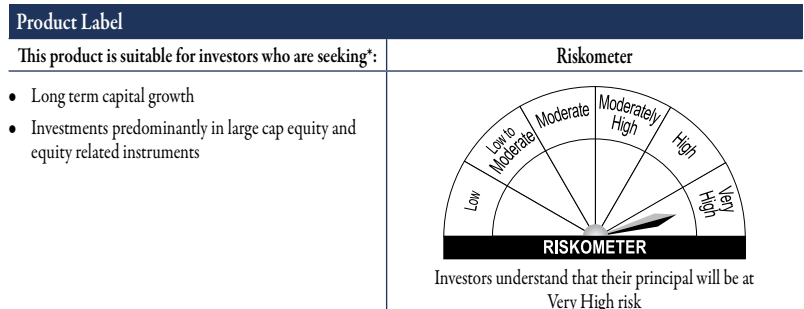 Product Label
This product is suitable for investors who are seeking*:
Riskometer
• Long term capital growth
• Investments predominantly in large cap equity and
equity related instruments
Low
Low to
Moderate
Moderate
Moderately
High
High
Very
High
RISKOMETER
Investors understand that their principal will be at
Very High risk